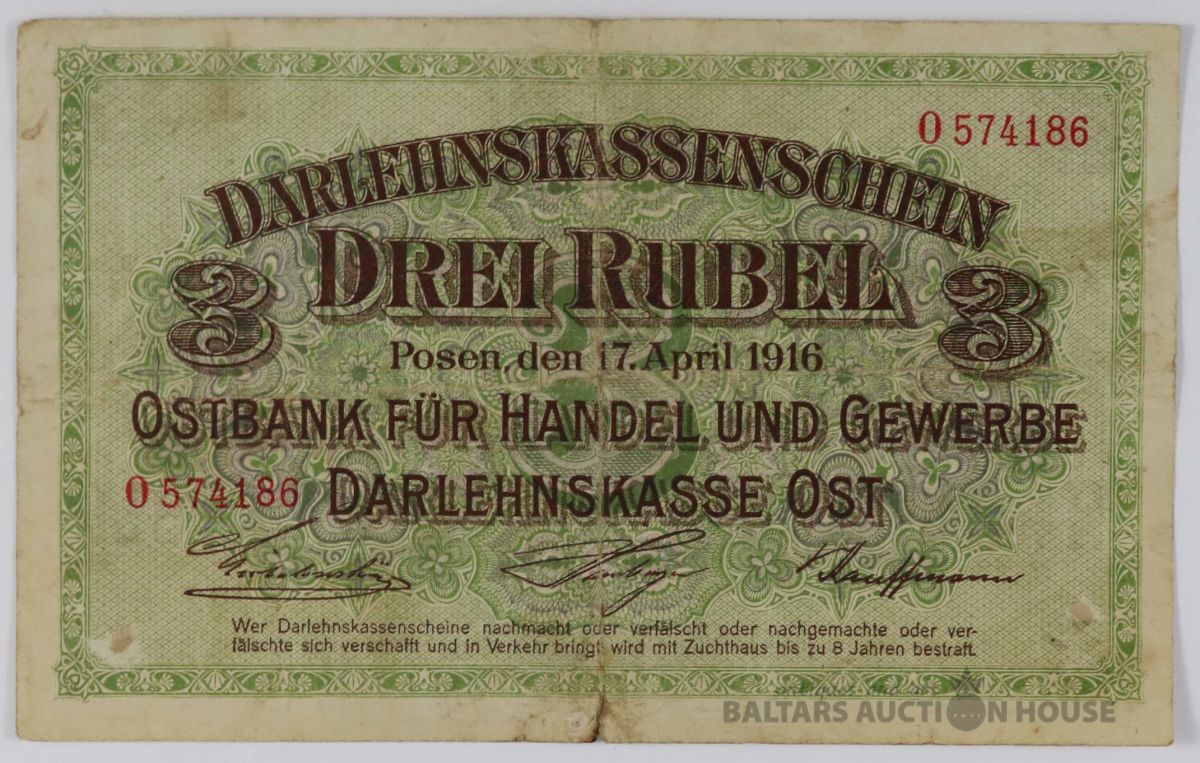 O 574186
DARLEHNSKASSENSCHEIN
3 DREI RUBEL 3
Posen, den 17. April 1916
OSTBANK FÜR HANDEL UND GEWERBE
O 574186 DARLEHNSKASSE OST
Kauffmann
Wer Darlehnskassenscheine nachmacht oder verfälscht oder nachgemachte oder ver-
fälschte sich verschafft und in Verkehr bringt wird mit Zuchthaus bis zu 8 Jahren bestraft.
BALTARS AUCTION HOUSE